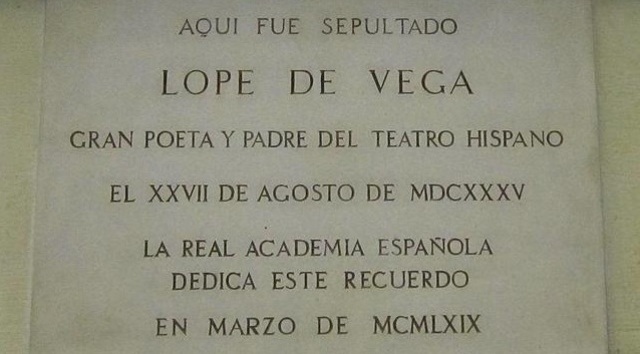 AQUI FUE SEPULTADO
LOPE DE VEGA
GRAN POETA Y PADRE DEL TEATRO HISPANO
EL XXVII DE AGOSTO DE MDCXXXV
LA REAL ACADEMIA ESPAÑOLA
DEDICA ESTE RECUERDO
EN MARZO DE MCMLXIX